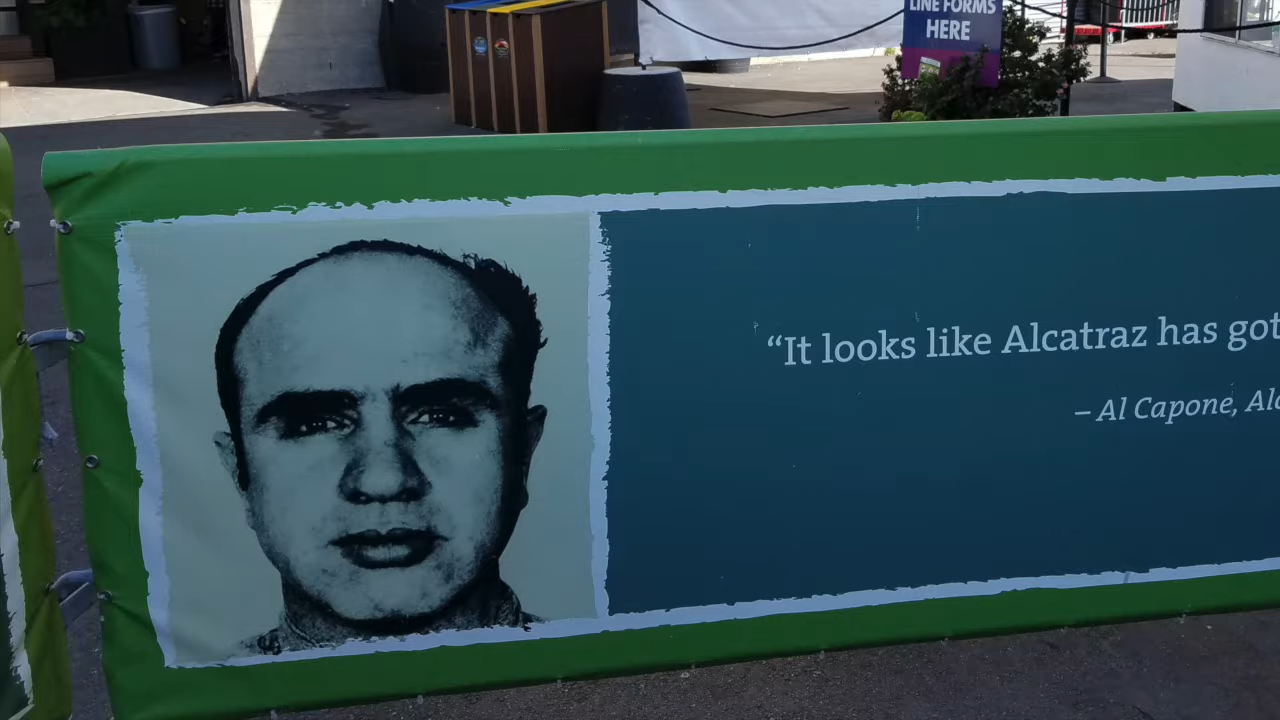 LINE FORMS
HERE
“It looks like Alcatraz has got
– Al Capone, Alc